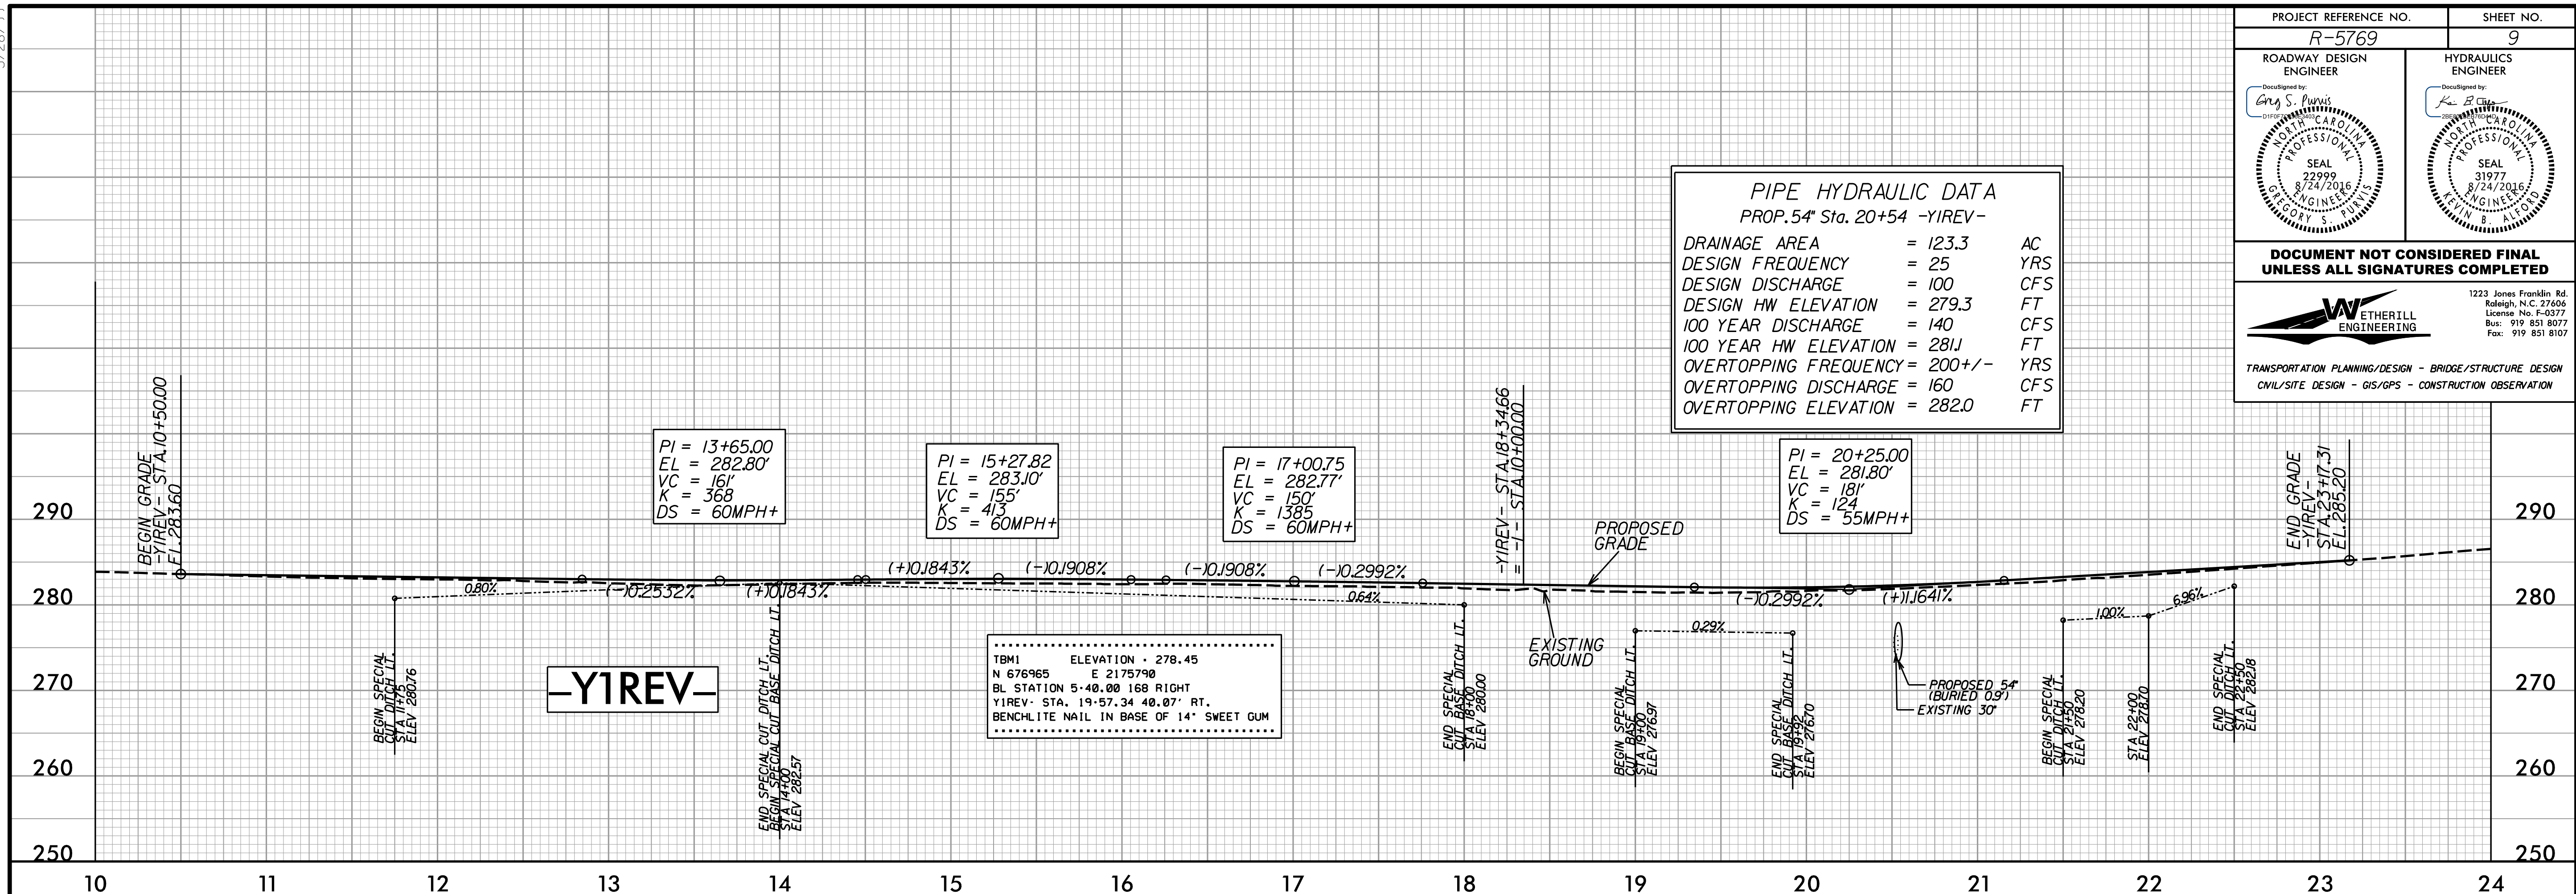 PROJECT REFERENCE NO.
SHEET NO.
R-5769
9
ROADWAY DESIGN
ENGINEER
HYDRAULICS
ENGINEER
DocuSigned by:
Greg S. Purvis
DocuSigned by:
NORTH CAROLINA
PROFESSIONAL
SEAL
22999
8/24/2016
ENGINEER
GREGORY S. PURVIS
NORTH CAROLINA
PROFESSIONAL
SEAL
31977
8/24/2016
ENGINEER
KEVIN B. ALFORD
DOCUMENT NOT CONSIDERED FINAL
UNLESS ALL SIGNATURES COMPLETED
WETHERILL
ENGINEERING
1223 Jones Franklin Rd.
Raleigh, N.C. 27606
License No. F-0377
Bus: 919 851 8077
Fax: 919 851 8107
TRANSPORTATION PLANNING/DESIGN - BRIDGE/STRUCTURE DESIGN
CIVIL/SITE DESIGN - GIS/GPS - CONSTRUCTION OBSERVATION
PIPE HYDRAULIC DATA
PROP. 54" Sta. 20+54 -Y1REV-
DRAINAGE AREA = 123.3 AC
DESIGN FREQUENCY = 25 YRS
DESIGN DISCHARGE = 100 CFS
DESIGN HW ELEVATION = 279.3 FT
100 YEAR DISCHARGE = 140 CFS
100 YEAR HW ELEVATION = 281.1 FT
OVERTOPPING FREQUENCY = 200+/- YRS
OVERTOPPING DISCHARGE = 160 CFS
OVERTOPPING ELEVATION = 282.0 FT
BEGIN GRADE
-Y1REV- STA. 10+50.00
EL. 283.60
PI = 13+65.00
EL = 282.80'
VC = 161'
K = 368
DS = 60MPH+
PI = 15+27.82
EL = 283.10'
VC = 155'
K = 413
DS = 60MPH+
PI = 17+00.75
EL = 282.77'
VC = 150'
K = 1385
DS = 60MPH+
-Y1REV- STA. 18+34.66
= -L- STA. 10+00.00
PI = 20+25.00
EL = 281.80'
VC = 181'
K = 124
DS = 55MPH+
END GRADE
-Y1REV-
STA. 23+17.31
EL. 285.20
PROPOSED
GRADE
EXISTING
GROUND
0.80%
(-)0.2532%
(+)0.1843%
(+)0.1843%
(-)0.1908%
(-)0.1908%
(-)0.2992%
0.64%
(-)0.2992%
(+)1.1641%
0.29%
1.00%
6.96%
BEGIN SPECIAL
CUT DITCH LT.
STA 11+75
ELEV 280.76
END SPECIAL CUT DITCH LT.
BEGIN SPECIAL CUT BASE DITCH LT.
STA 14+00
ELEV 282.57
END SPECIAL
CUT BASE DITCH LT.
STA 18+00
ELEV 280.00
BEGIN SPECIAL
CUT BASE DITCH LT.
STA 19+00
ELEV 276.97
END SPECIAL
CUT BASE DITCH LT.
STA 19+92
ELEV 276.70
PROPOSED 54"
(BURIED 0.9')
EXISTING 30"
BEGIN SPECIAL
CUT DITCH LT.
STA 21+50
ELEV 278.20
STA 22+00
ELEV 278.70
END SPECIAL
CUT DITCH LT.
STA 22+50
ELEV 282.18
-Y1REV-
TBM1 ELEVATION - 278.45
N 676965 E 2175790
BL STATION 5+40.00 168 RIGHT
Y1REV- STA. 19+57.34 40.07' RT.
BENCHLITE NAIL IN BASE OF 14" SWEET GUM
290
280
270
260
250
290
280
270
260
250
10 11 12 13 14 15 16 17 18 19 20 21 22 23 24